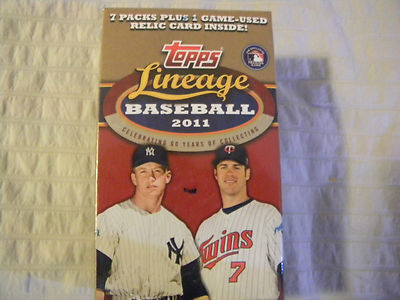 7 PACKS PLUS 1 GAME-USED
RELIC CARD INSIDE!
TOPPS
Lineage
BASEBALL
2011
CELEBRATING 60 YEARS OF COLLECTING
NY
Twins
7